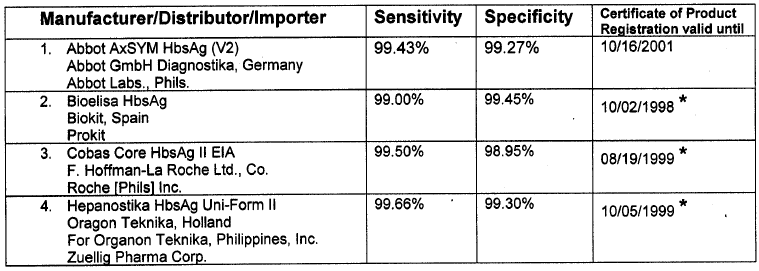 Manufacturer/Distributor/Importer Sensitivity Specificity Certificate of Product
Registration valid until
1. Abbot AxSYM HbsAg (V2) 99.43% 99.27% 10/16/2001
Abbot GmbH Diagnostika, Germany
Abbot Labs., Phils.
2. Bioelisa HbsAg 99.00% 99.45% 10/02/1998 *
Biokit, Spain
Prokit
3. Cobas Core HbsAg II EIA 99.50% 98.95% 08/19/1999 *
F. Hoffman-La Roche Ltd., Co.
Roche [Phils] Inc.
4. Hepanostika HbsAg Uni-Form II 99.66% 99.30% 10/05/1999 *
Oragon Teknika, Holland
For Organon Teknika, Philippines, Inc.
Zuellig Pharma Corp.